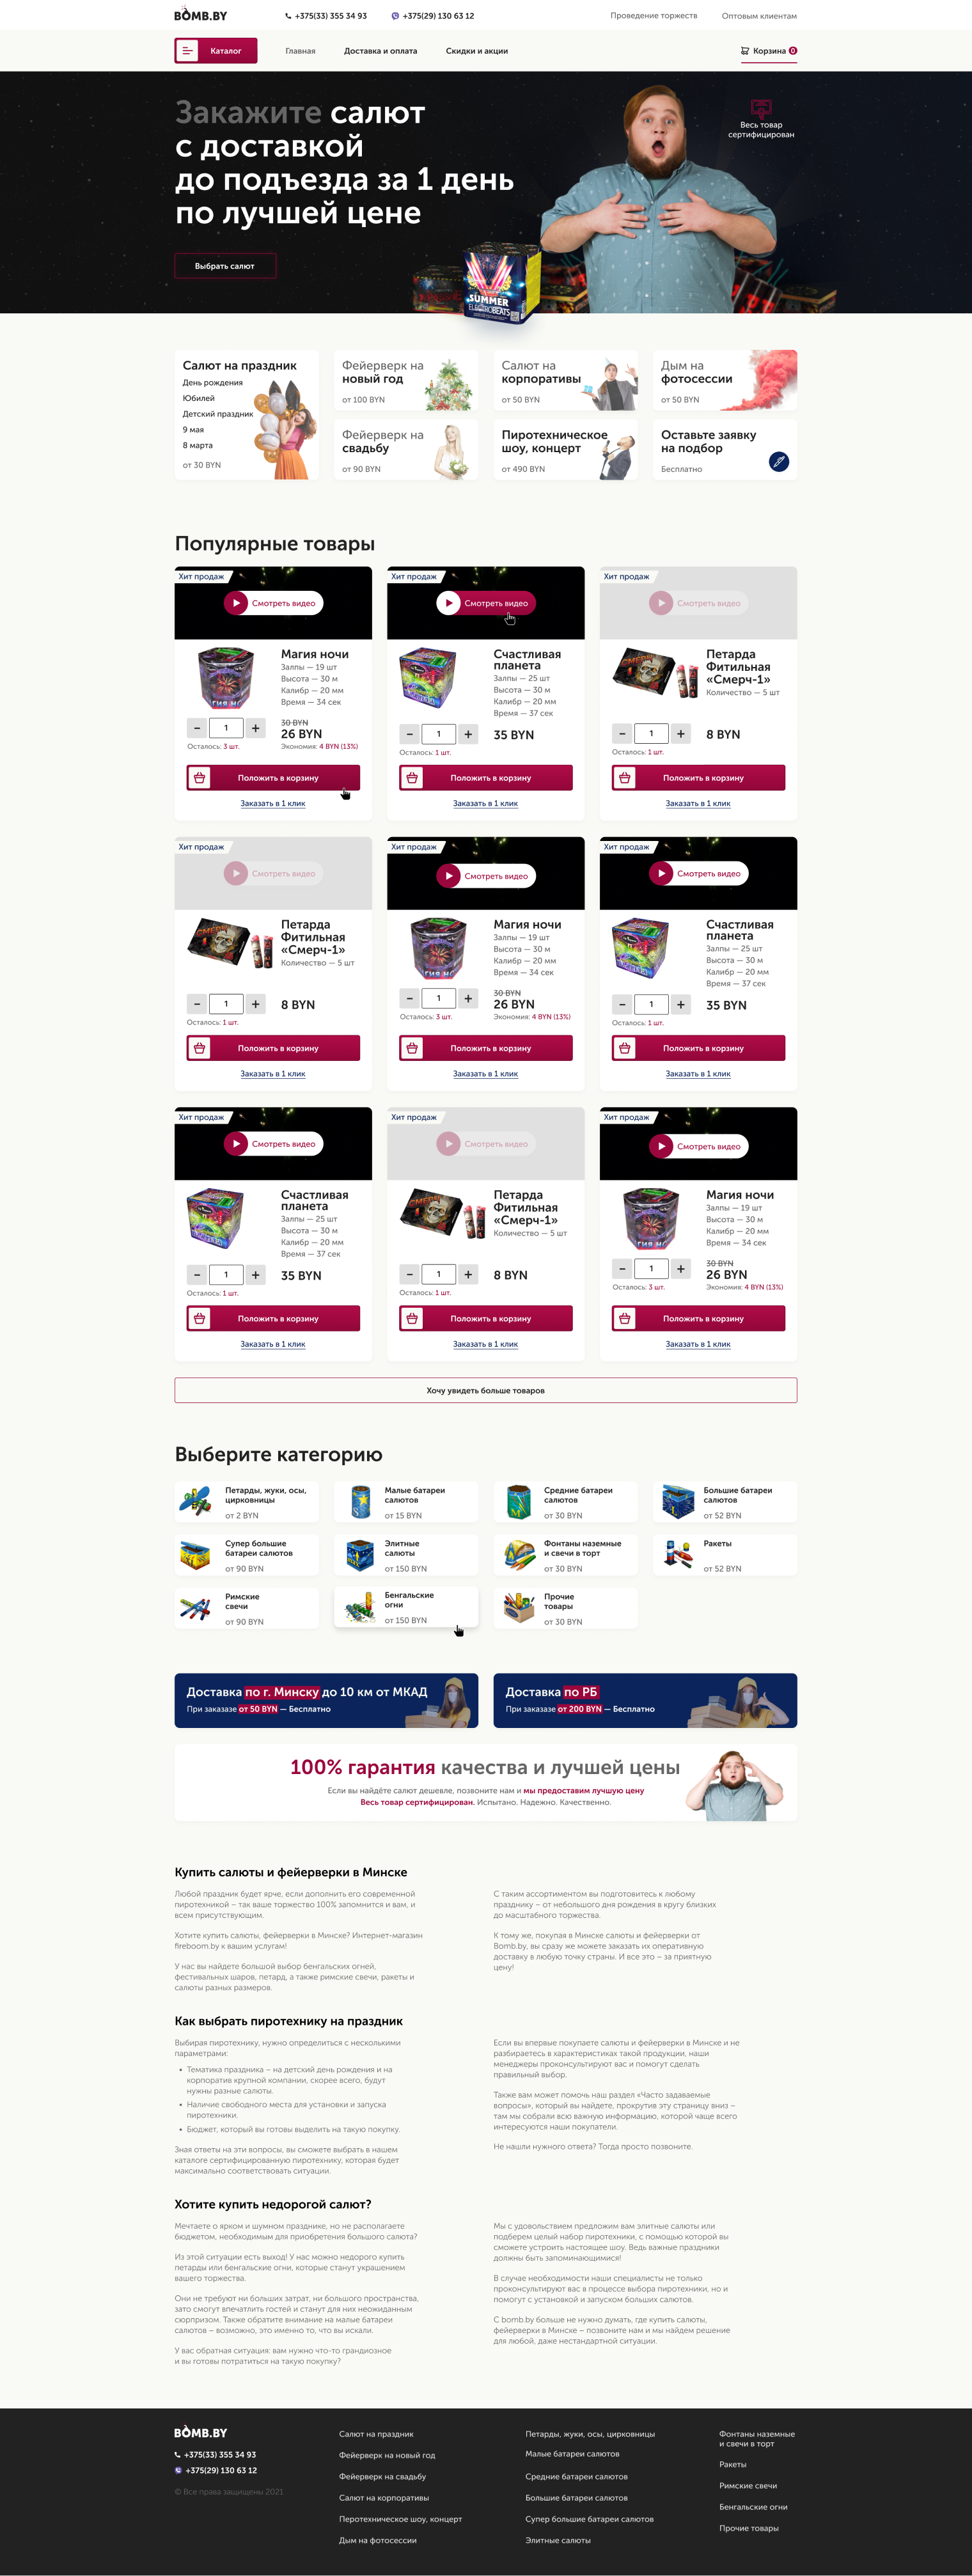 BOMB.BY
+375(33) 355 34 93
+375(29) 130 63 12
Проведение торжеств
Оптовым клиентам
Каталог
Главная
Доставка и оплата
Скидки и акции
Корзина 0
Закажите салют
с доставкой
до подъезда за 1 день
по лучшей цене
Весь товар
сертифицирован
Выбрать салют
SUMMER
ELECTROBEATS
Салют на праздник
День рождения
Юбилей
Детский праздник
9 мая
8 марта
от 30 BYN
Фейерверк на
новый год
от 100 BYN
Салют на
корпоративы
от 50 BYN
Дым на
фотосессии
от 50 BYN
Фейерверк на
свадьбу
от 90 BYN
Пиротехническое
шоу, концерт
от 490 BYN
Оставьте заявку
на подбор
Бесплатно
Популярные товары
Хит продаж
Смотреть видео
Магия ночи
Залпы — 19 шт
Высота — 30 м
Калибр — 20 мм
Время — 34 сек
− 1 +
30 BYN
26 BYN
Осталось: 3 шт.
Экономия: 4 BYN (13%)
Положить в корзину
Заказать в 1 клик
Хит продаж
Смотреть видео
Счастливая
планета
Залпы — 25 шт
Высота — 30 м
Калибр — 20 мм
Время — 37 сек
− 1 +
35 BYN
Осталось: 1 шт.
Положить в корзину
Заказать в 1 клик
Хит продаж
Смотреть видео
Петарда
Фитильная
«Смерч-1»
Количество — 5 шт
− 1 +
8 BYN
Осталось: 1 шт.
Положить в корзину
Заказать в 1 клик
Хит продаж
Смотреть видео
Петарда
Фитильная
«Смерч-1»
Количество — 5 шт
− 1 +
8 BYN
Осталось: 1 шт.
Положить в корзину
Заказать в 1 клик
Хит продаж
Смотреть видео
Магия ночи
Залпы — 19 шт
Высота — 30 м
Калибр — 20 мм
Время — 34 сек
− 1 +
30 BYN
26 BYN
Осталось: 3 шт.
Экономия: 4 BYN (13%)
Положить в корзину
Заказать в 1 клик
Хит продаж
Смотреть видео
Счастливая
планета
Залпы — 25 шт
Высота — 30 м
Калибр — 20 мм
Время — 37 сек
− 1 +
35 BYN
Осталось: 1 шт.
Положить в корзину
Заказать в 1 клик
Хит продаж
Смотреть видео
Счастливая
планета
Залпы — 25 шт
Высота — 30 м
Калибр — 20 мм
Время — 37 сек
− 1 +
35 BYN
Осталось: 1 шт.
Положить в корзину
Заказать в 1 клик
Хит продаж
Смотреть видео
Петарда
Фитильная
«Смерч-1»
Количество — 5 шт
− 1 +
8 BYN
Осталось: 1 шт.
Положить в корзину
Заказать в 1 клик
Хит продаж
Смотреть видео
Магия ночи
Залпы — 19 шт
Высота — 30 м
Калибр — 20 мм
Время — 34 сек
− 1 +
30 BYN
26 BYN
Осталось: 3 шт.
Экономия: 4 BYN (13%)
Положить в корзину
Заказать в 1 клик
Хочу увидеть больше товаров
Выберите категорию
Петарды, жуки, осы,
цирковницы
от 2 BYN
Малые батареи
салютов
от 15 BYN
Средние батареи
салютов
от 30 BYN
Большие батареи
салютов
от 52 BYN
Супер большие
батареи салютов
от 90 BYN
Элитные
салюты
от 150 BYN
Фонтаны наземные
и свечи в торт
от 30 BYN
Ракеты
от 52 BYN
Римские
свечи
от 90 BYN
Бенгальские
огни
от 150 BYN
Прочие
товары
от 30 BYN
Доставка по г. Минску до 10 км от МКАД
При заказазе от 50 BYN — Бесплатно
Доставка по РБ
При заказазе от 200 BYN — Бесплатно
100% гарантия качества и лучшей цены
Если вы найдёте салют дешевле, позвоните нам и мы предоставим лучшую цену
Весь товар сертифицирован. Испытано. Надежно. Качественно.
Купить салюты и фейерверки в Минске
Любой праздник будет ярче, если дополнить его современной
пиротехникой – так ваше торжество 100% запомнится и вам, и
всем присутствующим.
Хотите купить салюты, фейерверки в Минске? Интернет-магазин
fireboom.by к вашим услугам!
У нас вы найдете большой выбор бенгальских огней,
фестивальных шаров, петард, а также римские свечи, ракеты и
салюты разных размеров.
С таким ассортиментом вы подготовитесь к любому
празднику – от небольшого дня рождения в кругу близких
до масштабного торжества.
К тому же, покупая в Минске салюты и фейерверки от
Bomb.by, вы сразу же можете заказать их оперативную
доставку в любую точку страны. И все это – за приятную
цену!
Как выбрать пиротехнику на праздник
Выбирая пиротехнику, нужно определиться с несколькими
параметрами:
• Тематика праздника – на детский день рождения и на
корпоратив крупной компании, скорее всего, будут
нужны разные салюты.
• Наличие свободного места для установки и запуска
пиротехники.
• Бюджет, который вы готовы выделить на такую покупку.
Зная ответы на эти вопросы, вы сможете выбрать в нашем
каталоге сертифицированную пиротехнику, которая будет
максимально соответствовать ситуации.
Если вы впервые покупаете салюты и фейерверки в Минске и не
разбираетесь в характеристиках такой продукции, наши
менеджеры проконсультируют вас и помогут сделать
правильный выбор.
Также вам может помочь наш раздел «Часто задаваемые
вопросы», который вы найдете, прокрутив эту страницу вниз –
там мы собрали всю важную информацию, которой чаще всего
интересуются наши покупатели.
Не нашли нужного ответа? Тогда просто позвоните.
Хотите купить недорогой салют?
Мечтаете о ярком и шумном празднике, но не располагаете
бюджетом, необходимым для приобретения большого салюта?
Из этой ситуации есть выход! У нас можно недорого купить
петарды или бенгальские огни, которые станут украшением
вашего торжества.
Они не требуют ни больших затрат, ни большого пространства,
зато смогут впечатлить гостей и станут для них неожиданным
сюрпризом. Также обратите внимание на малые батареи
салютов – возможно, это именно то, что вы искали.
У вас обратная ситуация: вам нужно что-то грандиозное
и вы готовы потратиться на такую покупку?
Мы с удовольствием предложим вам элитные салюты или
подберем целый набор пиротехники, с помощью которой вы
сможете устроить настоящее шоу. Ведь важные праздники
должны быть запоминающимися!
В случае необходимости наши специалисты не только
проконсультируют вас в процессе выбора пиротехники, но и
помогут с установкой и запуском больших салютов.
С bomb.by больше не нужно думать, где купить салюты,
фейерверки в Минске – позвоните нам и мы найдем решение
для любой, даже нестандартной ситуации.
BOMB.BY
+375(33) 355 34 93
+375(29) 130 63 12
© Все права защищены 2021
Салют на праздник
Фейерверк на новый год
Фейерверк на свадьбу
Салют на корпоративы
Перотехническое шоу, концерт
Дым на фотосессии
Петарды, жуки, осы, цирковницы
Малые батареи салютов
Средние батареи салютов
Большие батареи салютов
Супер большие батареи салютов
Элитные салюты
Фонтаны наземные
и свечи в торт
Ракеты
Римские свечи
Бенгальские огни
Прочие товары